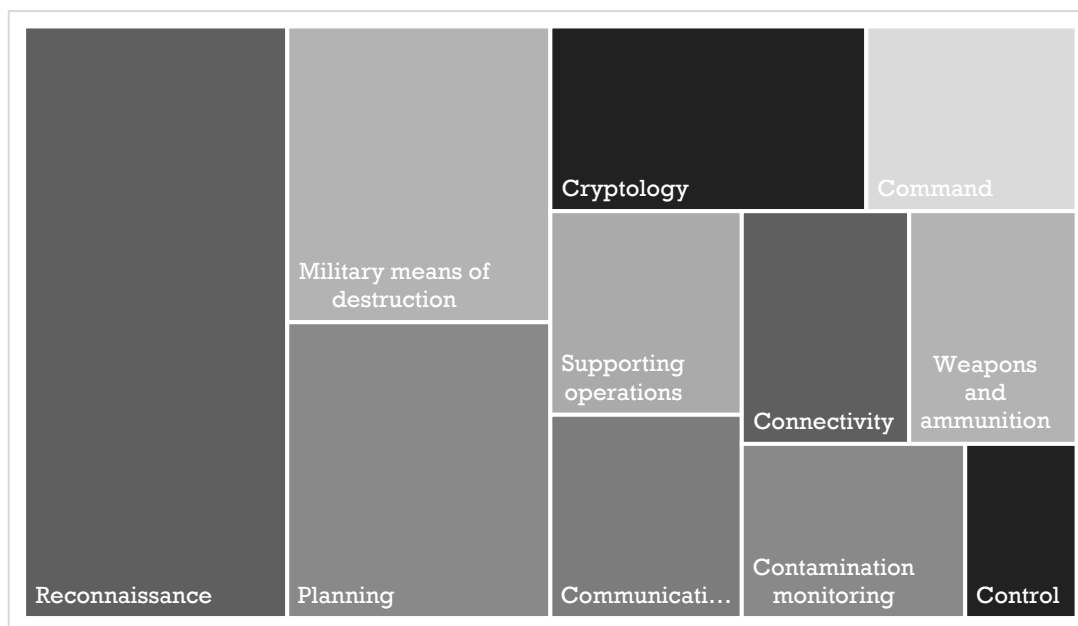 Reconnaissance
Military means of
destruction
Planning
Cryptology
Command
Supporting
operations
Connectivity
Weapons
and
ammunition
Communicati…
Contamination
monitoring
Control